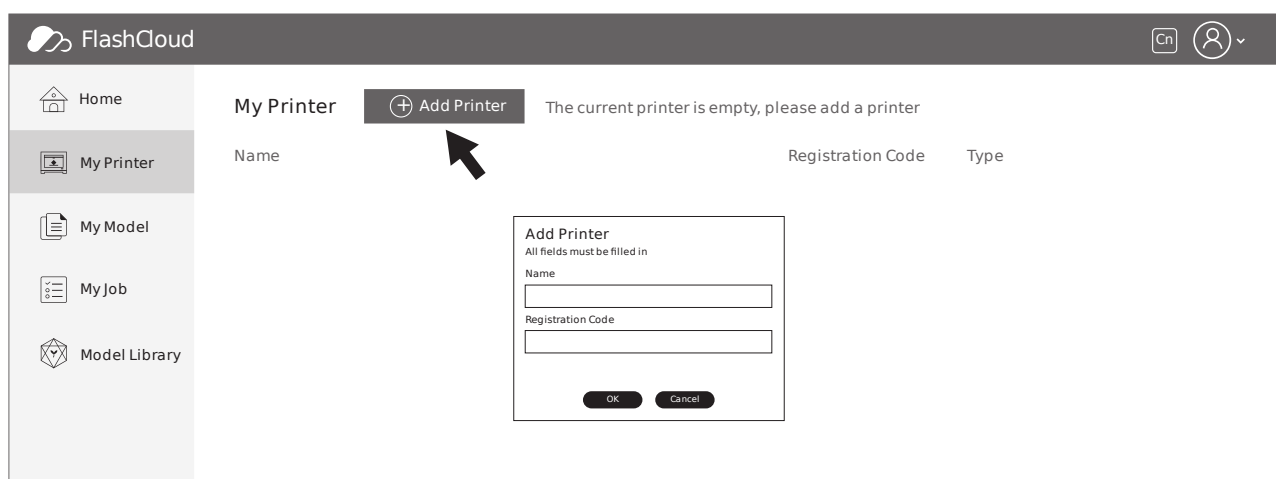 FlashCloud
Cn
Home
My Printer
Add Printer
The current printer is empty, please add a printer
My Printer
Name
Registration Code
Type
My Model
My Job
Model Library
Add Printer
All fields must be filled in
Name
Registration Code
OK
Cancel